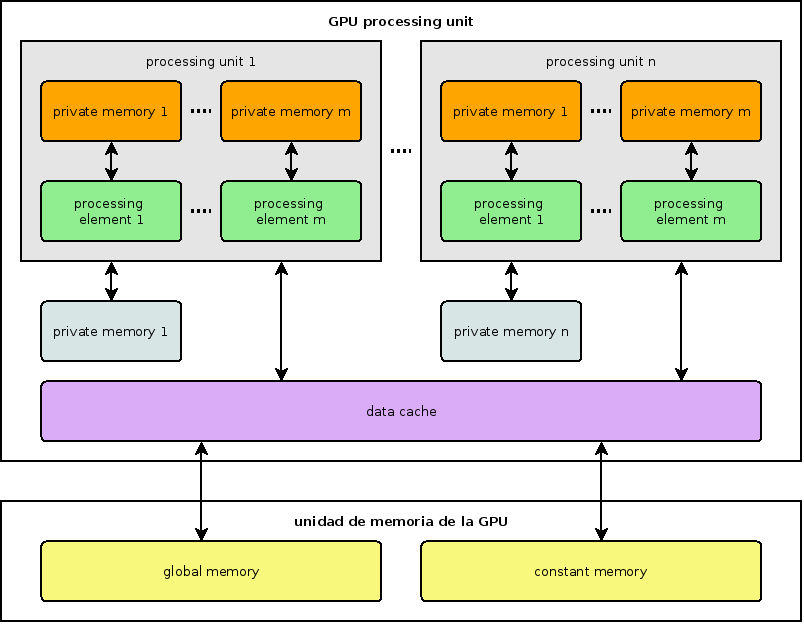 GPU processing unit
processing unit 1
private memory 1
private memory m
processing
element 1
processing
element m
private memory 1
processing unit n
private memory 1
private memory m
processing
element 1
processing
element m
private memory n
data cache
unidad de memoria de la GPU
global memory
constant memory